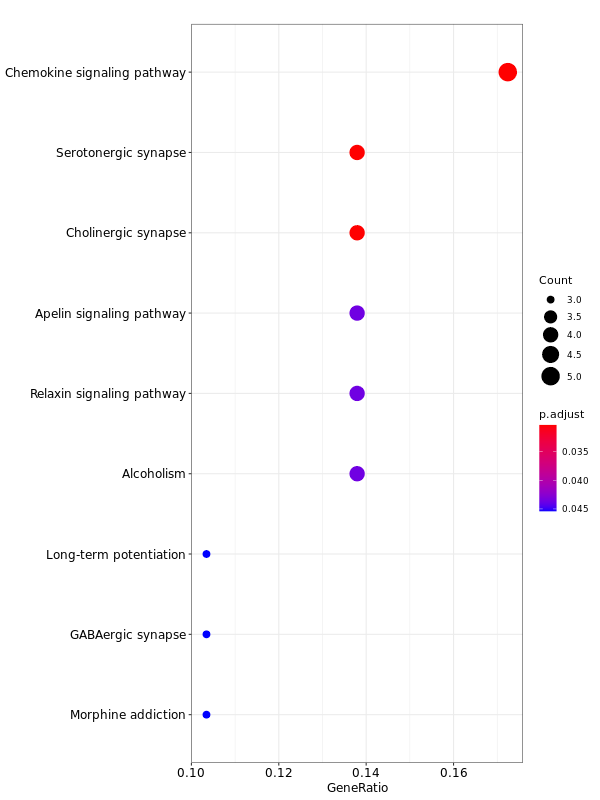 Chemokine signaling pathway
Serotonergic synapse
Cholinergic synapse
Apelin signaling pathway
Relaxin signaling pathway
Alcoholism
Long-term potentiation
GABAergic synapse
Morphine addiction
0.10 0.12 0.14 0.16
GeneRatio
Count
3.0
3.5
4.0
4.5
5.0
p.adjust
0.035
0.040
0.045